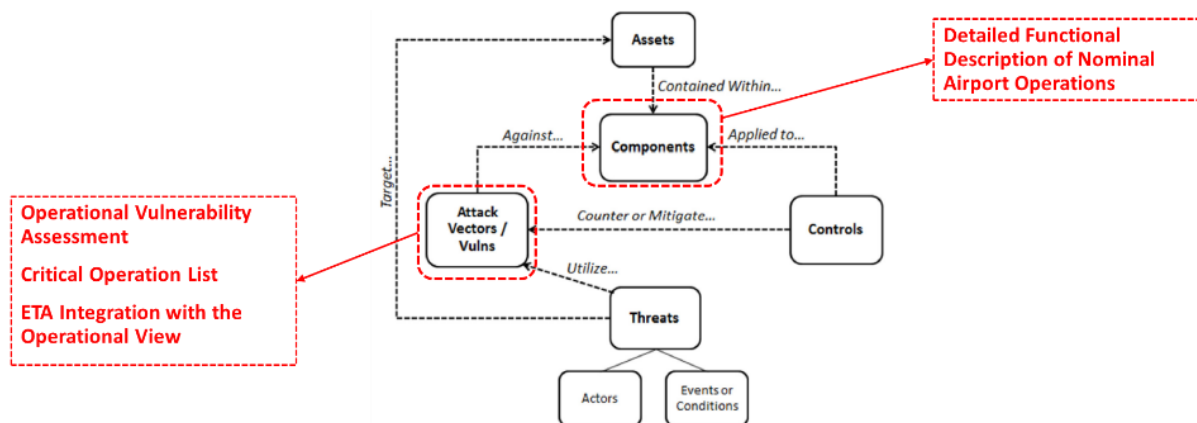 Assets
Detailed Functional
Description of Nominal
Airport Operations
Contained Within...
Against...
Components
Applied to...
Target....
Operational Vulnerability
Assessment
Critical Operation List
ETA Integration with the
Operational View
Attack
Vectors /
Vulns
Counter or Mitigate...
Controls
Utilize...
Threats
Actors
Events or
Conditions